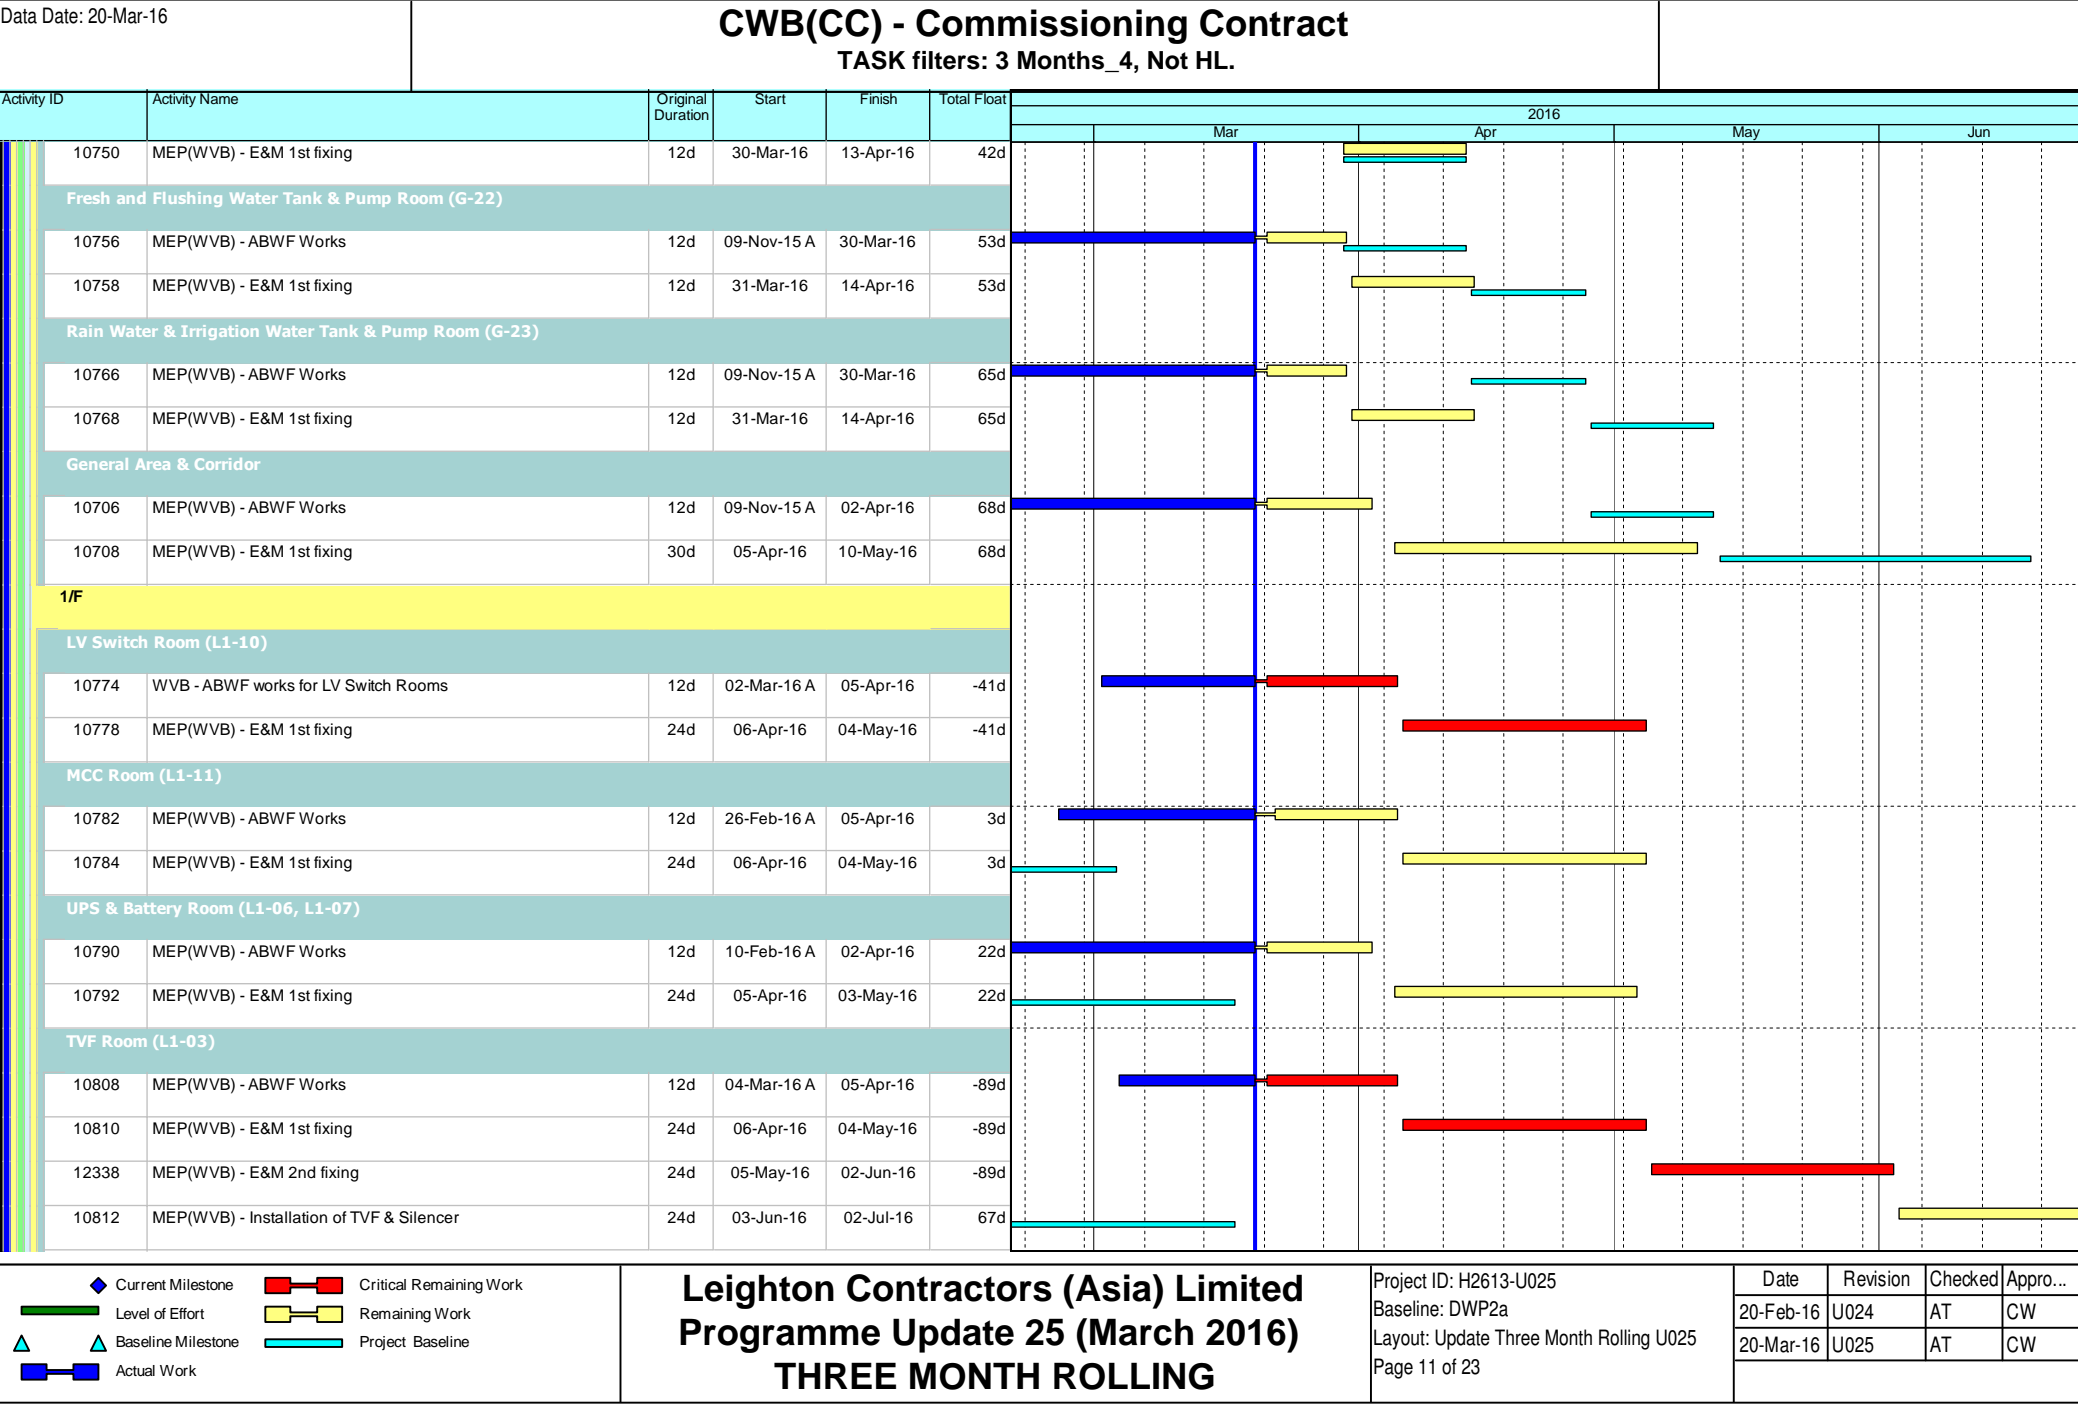 Data Date: 20-Mar-16
CWB(CC) - Commissioning Contract
TASK filters: 3 Months_4, Not HL.
Activity ID Activity Name Original Duration Start Finish Total Float
2016
Mar Apr May Jun
10750 MEP(WVB) - E&M 1st fixing 12d 30-Mar-16 13-Apr-16 42d
Fresh and Flushing Water Tank & Pump Room (G-22)
10756 MEP(WVB) - ABWF Works 12d 09-Nov-15 A 30-Mar-16 53d
10758 MEP(WVB) - E&M 1st fixing 12d 31-Mar-16 14-Apr-16 53d
Rain Water & Irrigation Water Tank & Pump Room (G-23)
10766 MEP(WVB) - ABWF Works 12d 09-Nov-15 A 30-Mar-16 65d
10768 MEP(WVB) - E&M 1st fixing 12d 31-Mar-16 14-Apr-16 65d
General Area & Corridor
10706 MEP(WVB) - ABWF Works 12d 09-Nov-15 A 02-Apr-16 68d
10708 MEP(WVB) - E&M 1st fixing 30d 05-Apr-16 10-May-16 68d
1/F
LV Switch Room (L1-10)
10774 WVB - ABWF works for LV Switch Rooms 12d 02-Mar-16 A 05-Apr-16 -41d
10778 MEP(WVB) - E&M 1st fixing 24d 06-Apr-16 04-May-16 -41d
MCC Room (L1-11)
10782 MEP(WVB) - ABWF Works 12d 26-Feb-16 A 05-Apr-16 3d
10784 MEP(WVB) - E&M 1st fixing 24d 06-Apr-16 04-May-16 3d
UPS & Battery Room (L1-06, L1-07)
10790 MEP(WVB) - ABWF Works 12d 10-Feb-16 A 02-Apr-16 22d
10792 MEP(WVB) - E&M 1st fixing 24d 05-Apr-16 03-May-16 22d
TVF Room (L1-03)
10808 MEP(WVB) - ABWF Works 12d 04-Mar-16 A 05-Apr-16 -89d
10810 MEP(WVB) - E&M 1st fixing 24d 06-Apr-16 04-May-16 -89d
12338 MEP(WVB) - E&M 2nd fixing 24d 05-May-16 02-Jun-16 -89d
10812 MEP(WVB) - Installation of TVF & Silencer 24d 03-Jun-16 02-Jul-16 67d
Current Milestone Critical Remaining Work
Level of Effort Remaining Work
Baseline Milestone Project Baseline
Actual Work
Leighton Contractors (Asia) Limited
Programme Update 25 (March 2016)
THREE MONTH ROLLING
Project ID: H2613-U025
Baseline: DWP2a
Layout: Update Three Month Rolling U025
Page 11 of 23
Date Revision Checked Appro...
20-Feb-16 U024 AT CW
20-Mar-16 U025 AT CW